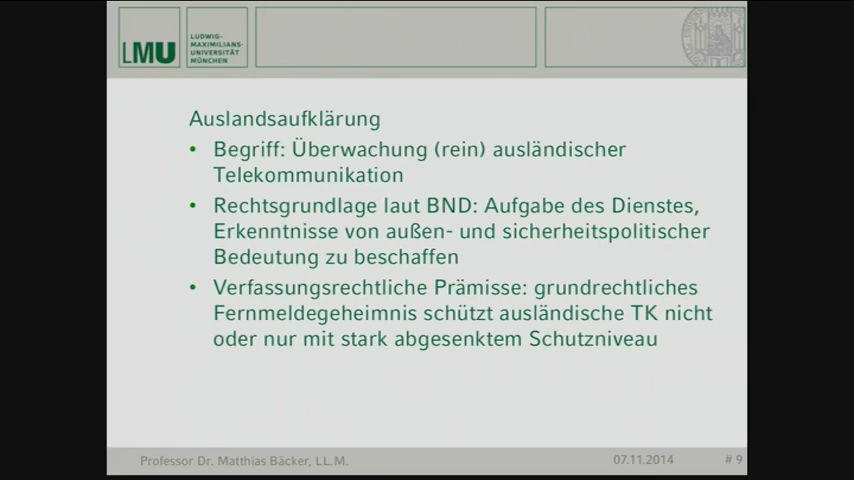 LMU
LUDWIG-
MAXIMILIANS-
UNIVERSITÄT
MÜNCHEN
Auslandsaufklärung
• Begriff: Überwachung (rein) ausländischer
Telekommunikation
• Rechtsgrundlage laut BND: Aufgabe des Dienstes,
Erkenntnisse von außen- und sicherheitspolitischer
Bedeutung zu beschaffen
• Verfassungsrechtliche Prämisse: grundrechtliches
Fernmeldegeheimnis schützt ausländische TK nicht
oder nur mit stark abgesenktem Schutzniveau
Professor Dr. Matthias Bäcker, LL.M.
07.11.2014
# 9